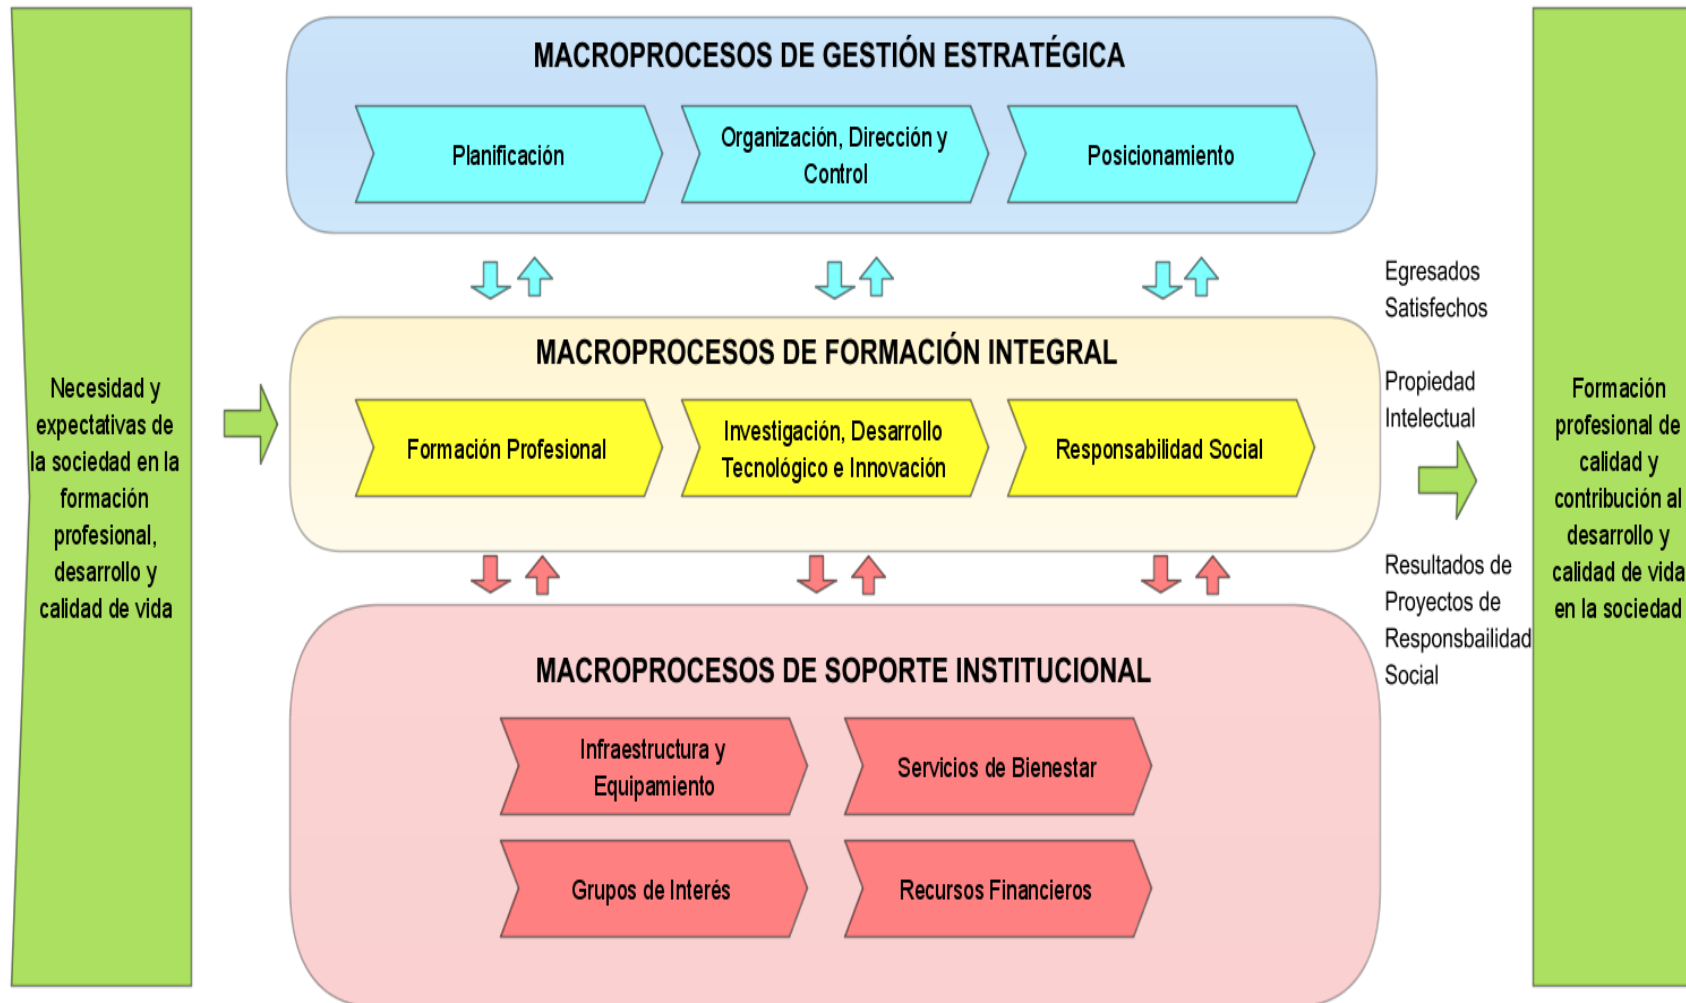 Necesidad y
expectativas de
la sociedad en la
formación
profesional,
desarrollo y
calidad de vida
MACROPROCESOS DE GESTIÓN ESTRATÉGICA
Planificación
Organización, Dirección y
Control
Posicionamiento
MACROPROCESOS DE FORMACIÓN INTEGRAL
Formación Profesional
Investigación, Desarrollo
Tecnológico e Innovación
Responsabilidad Social
MACROPROCESOS DE SOPORTE INSTITUCIONAL
Infraestructura y
Equipamiento
Servicios de Bienestar
Grupos de Interés
Recursos Financieros
Egresados
Satisfechos
Propiedad
Intelectual
Resultados de
Proyectos de
Responsbailidad
Social
Formación
profesional de
calidad y
contribución al
desarrollo y
calidad de vida
en la sociedad